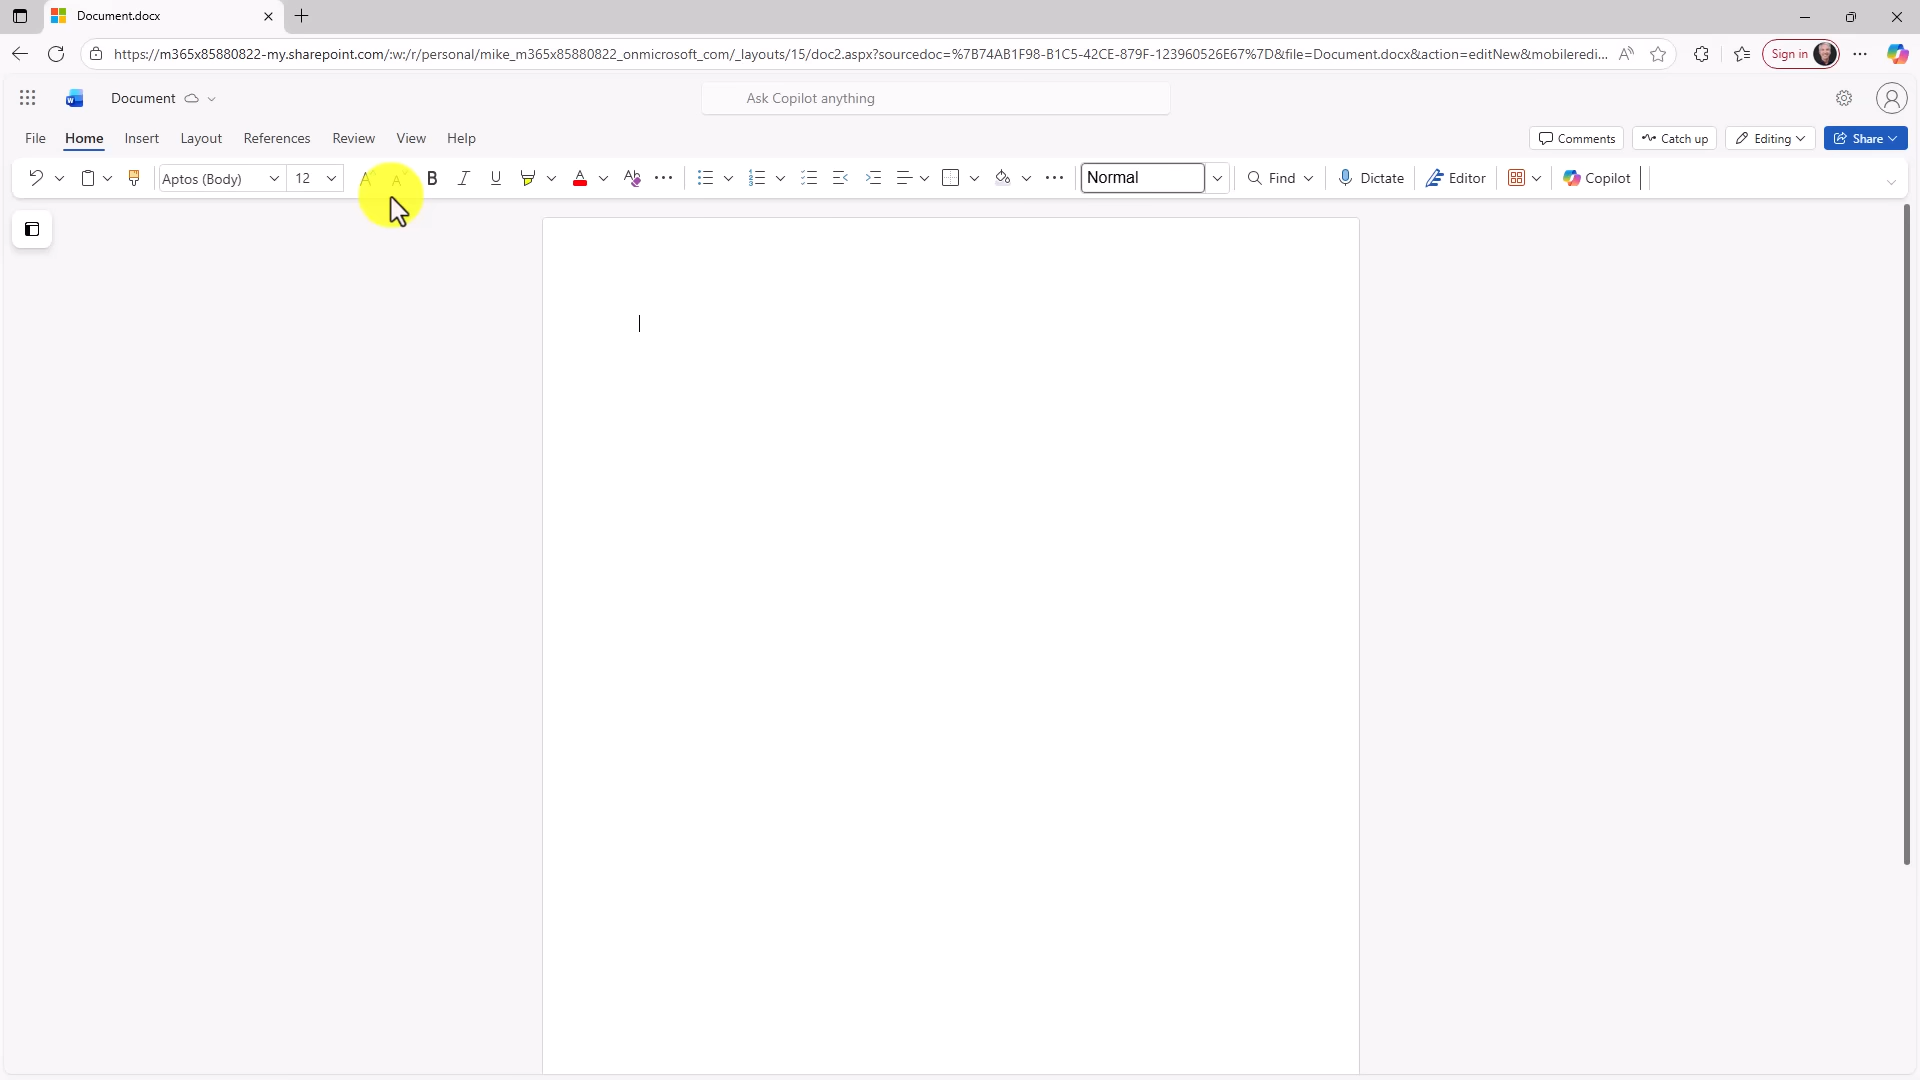 Document.docx
https://m365x85880822-my.sharepoint.com/:w:/r/personal/mike_m365x85880822_onmicrosoft_com/_layouts/15/doc2.aspx?sourcedoc=%7B74AB1F98-B1C5-42CE-879F-123960526E67%7D&file=Document.docx&action=editNew&mobileredi... Sign in
Document Ask Copilot anything
File Home Insert Layout References Review View Help Comments Catch up Editing Share
Aptos (Body) 12 Normal Find Dictate Editor Copilot